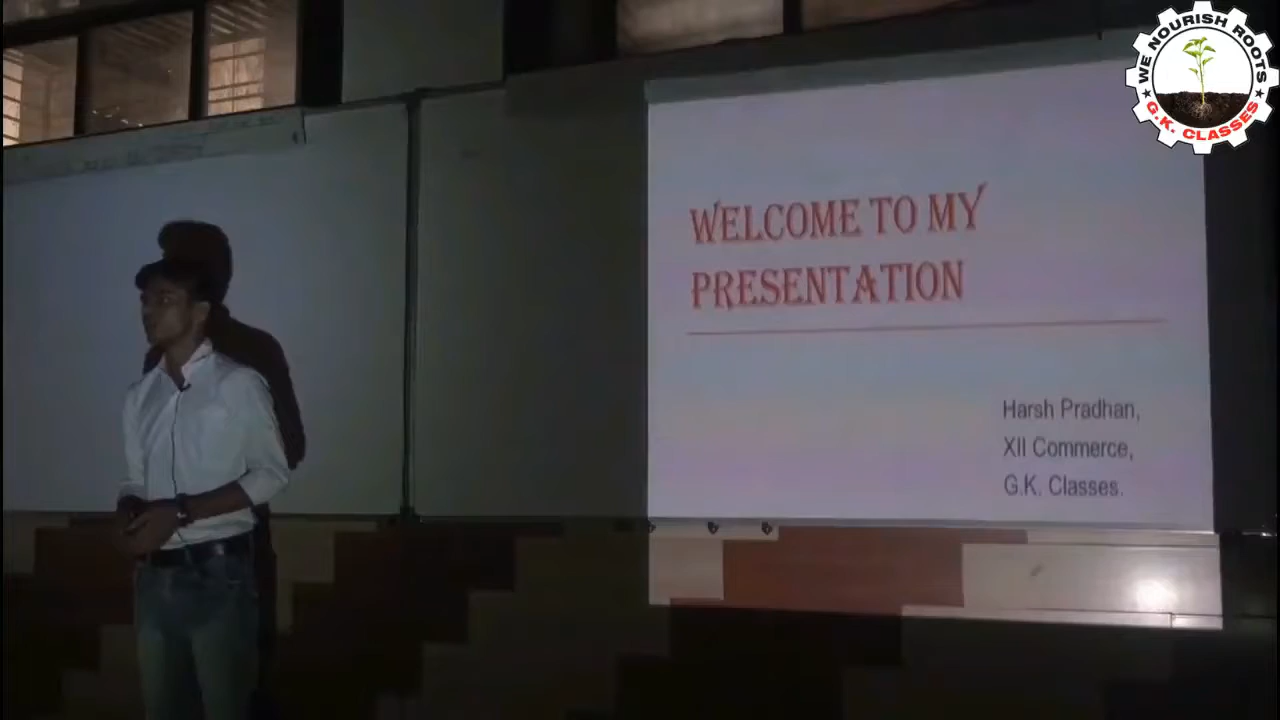 WELCOME TO MY
PRESENTATION
Harsh Pradhan,
XII Commerce,
G.K. Classes.
WE NOURISH ROOTS
★ G.K. CLASSES ★